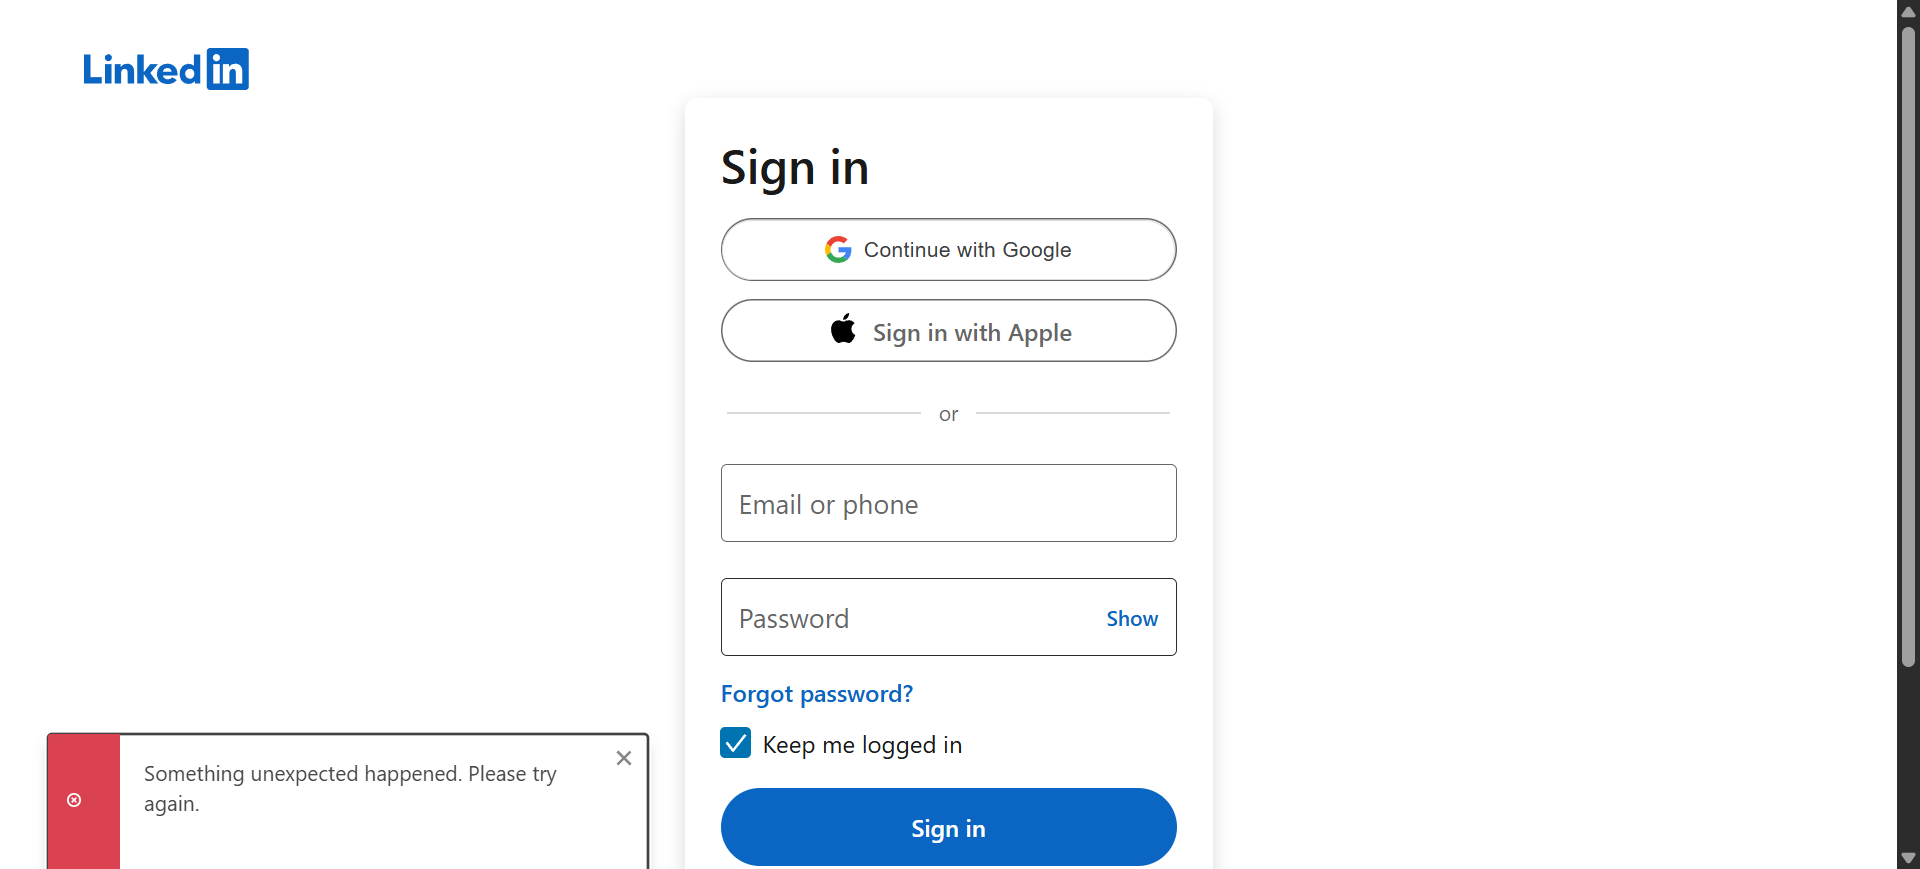 Linkedin
Sign in
Continue with Google
Sign in with Apple
or
Email or phone
Password
Show
Forgot password?
Keep me logged in
Sign in
Something unexpected happened. Please try
again.